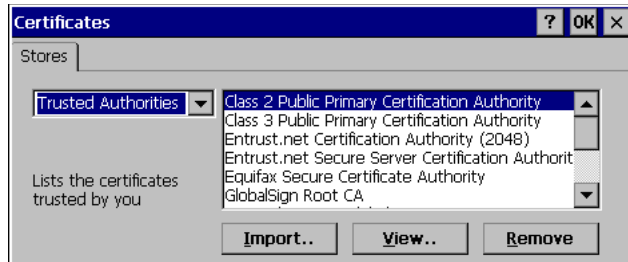 Certificates ? OK ×
Stores
Trusted Authorities
Class 2 Public Primary Certification Authority
Class 3 Public Primary Certification Authority
Entrust.net Certification Authority (2048)
Entrust.net Secure Server Certification Authorit
Equifax Secure Certificate Authority
GlobalSign Root CA
Lists the certificates
trusted by you
Import.. View.. Remove